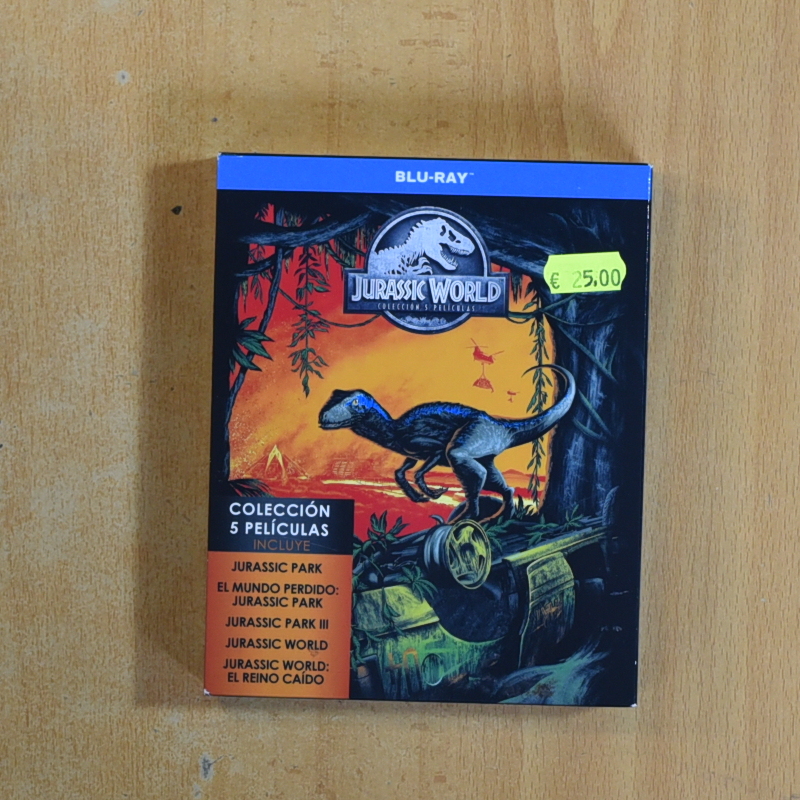 BLU-RAY™
JURASSIC WORLD
COLECCIÓN 5 PELÍCULAS
€ 25,00
COLECCIÓN
5 PELÍCULAS
INCLUYE
JURASSIC PARK
EL MUNDO PERDIDO:
JURASSIC PARK
JURASSIC PARK III
JURASSIC WORLD
JURASSIC WORLD:
EL REINO CAÍDO